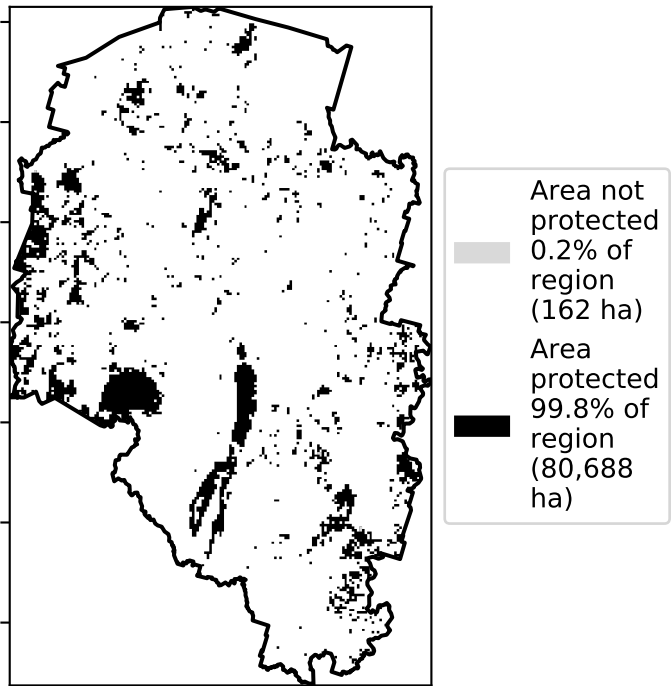 Area not
protected
0.2% of
region
(162 ha)
Area
protected
99.8% of
region
(80,688
ha)